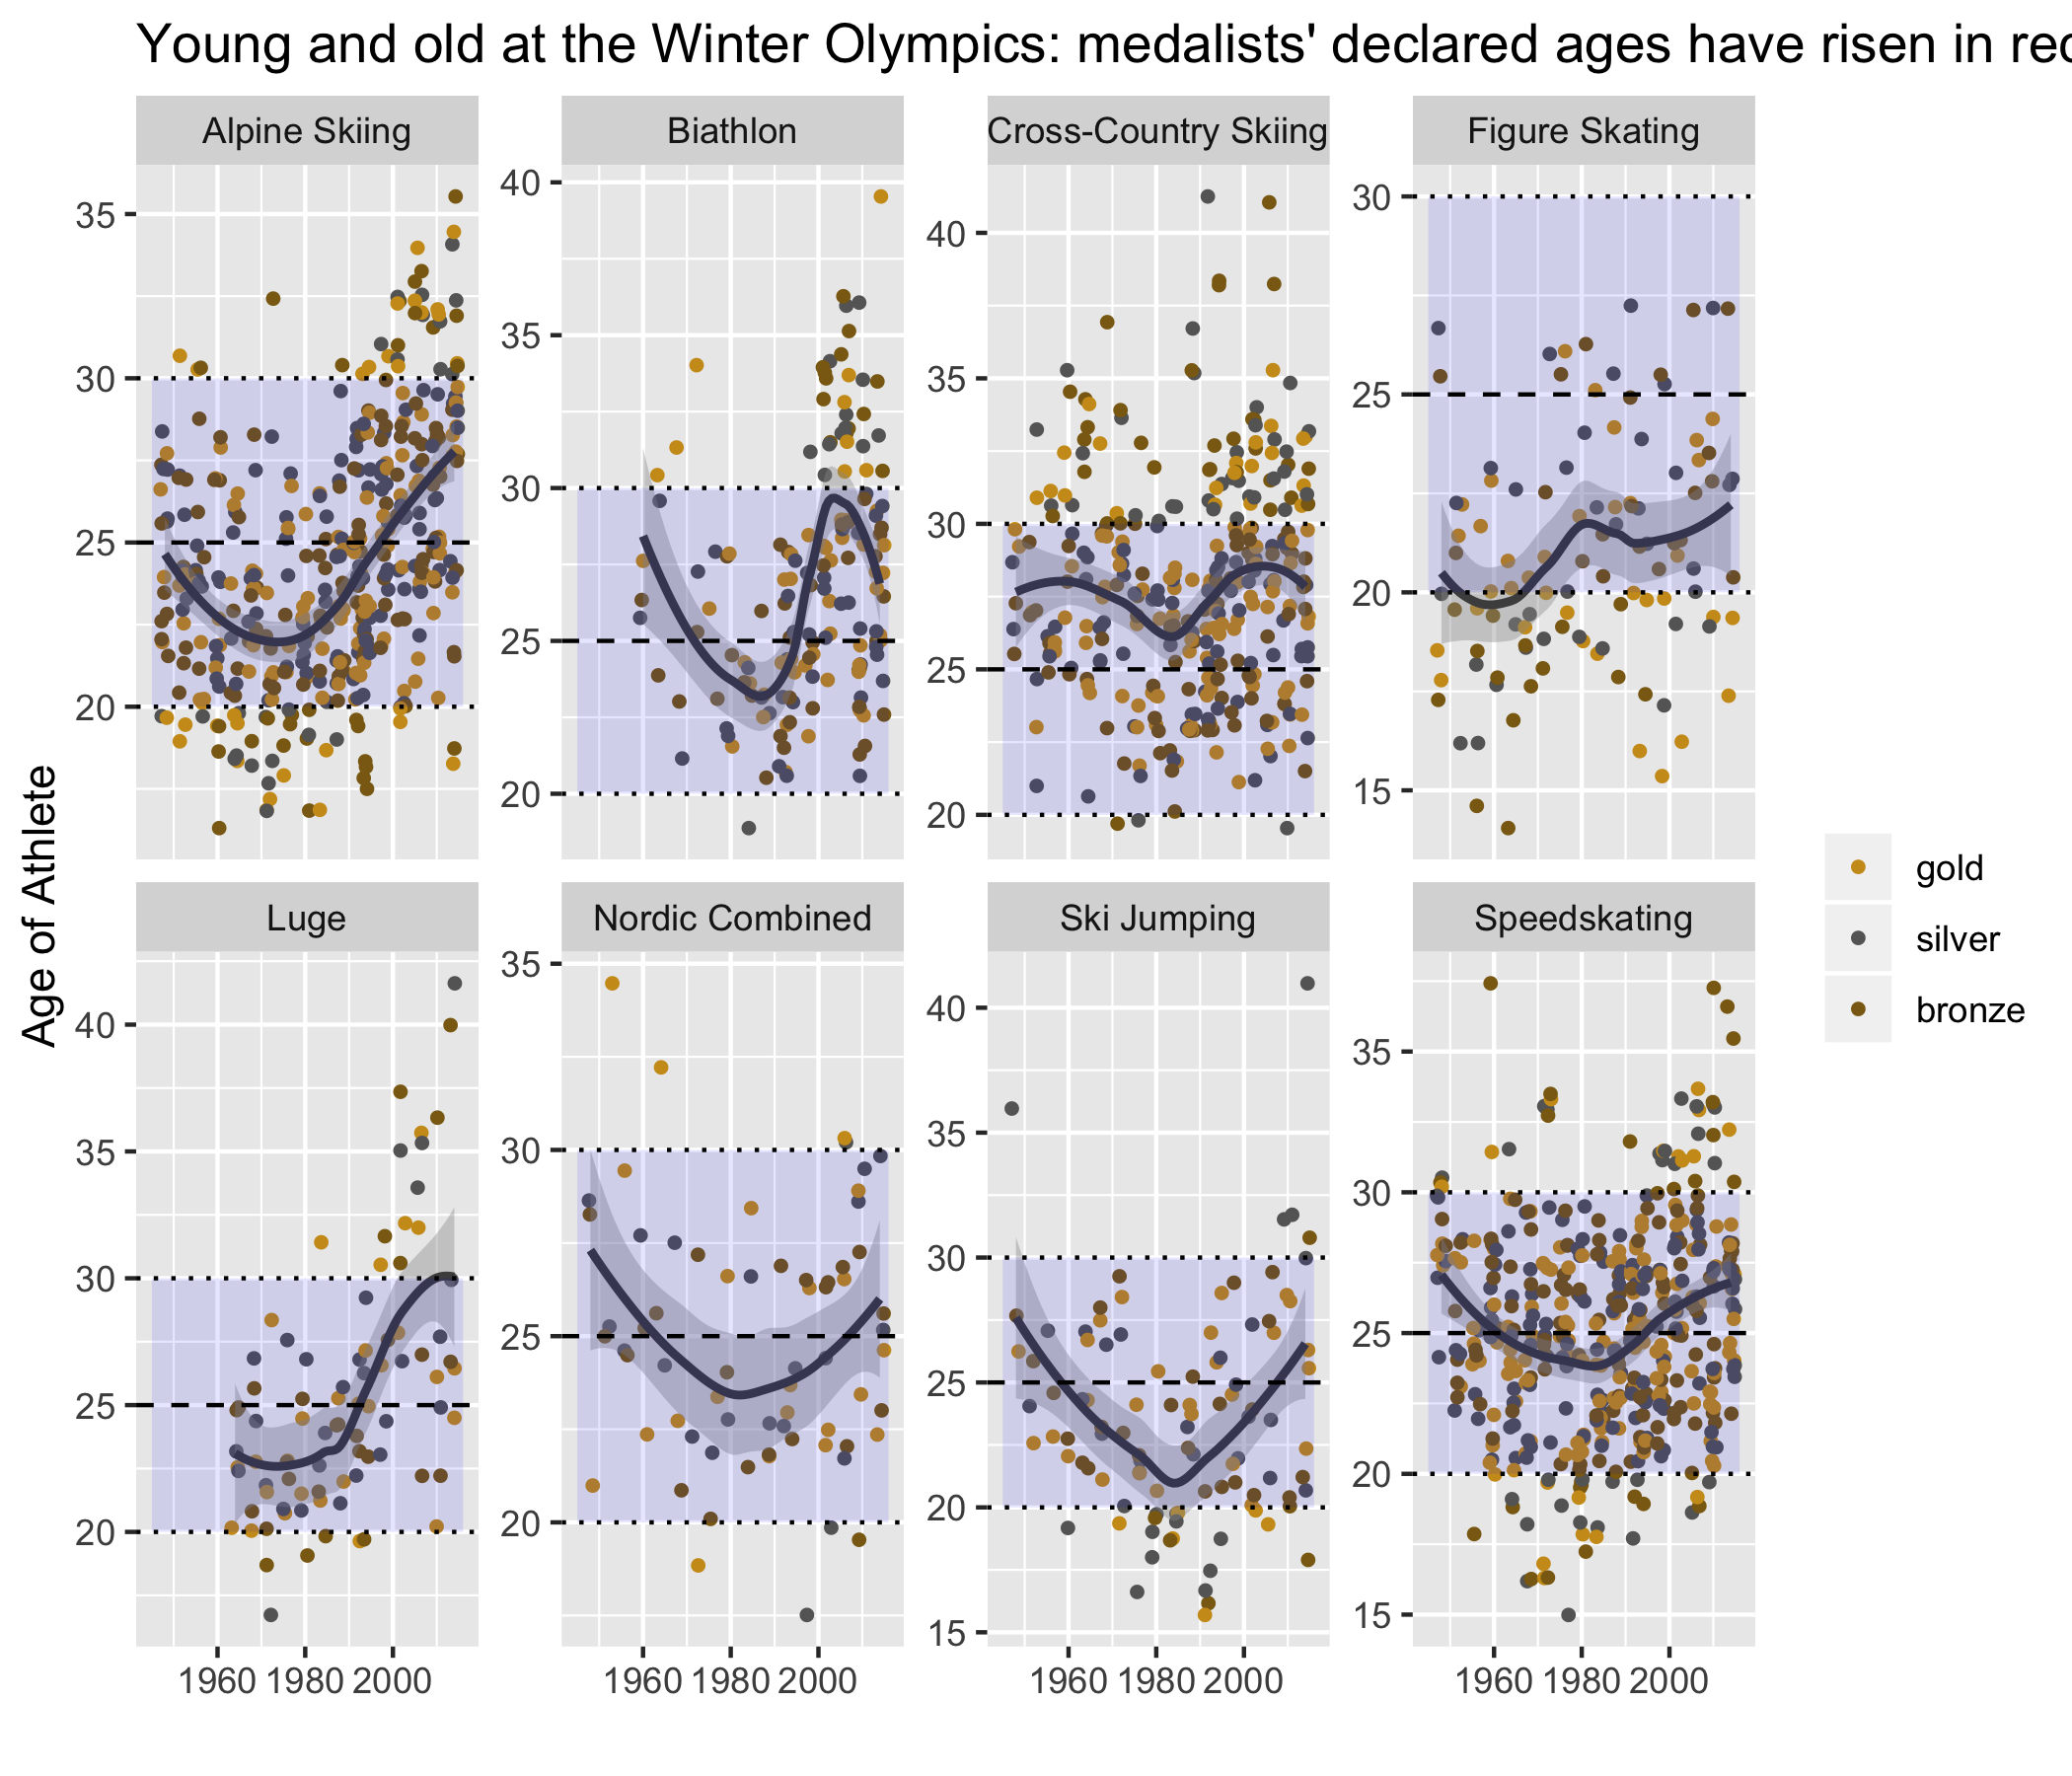 Young and old at the Winter Olympics: medalists' declared ages have risen in
Alpine Skiing
Biathlon
Cross-Country Skiing
Figure Skating
35
30
25
20
40
35
30
25
20
40
35
30
25
20
30
25
20
15
Age of Athlete
gold
silver
bronze
Luge
Nordic Combined
Ski Jumping
Speedskating
40
35
30
25
20
35
30
25
20
40
35
30
25
20
15
35
30
25
20
15
1960 1980 2000
1960 1980 2000
1960 1980 2000
1960 1980 2000